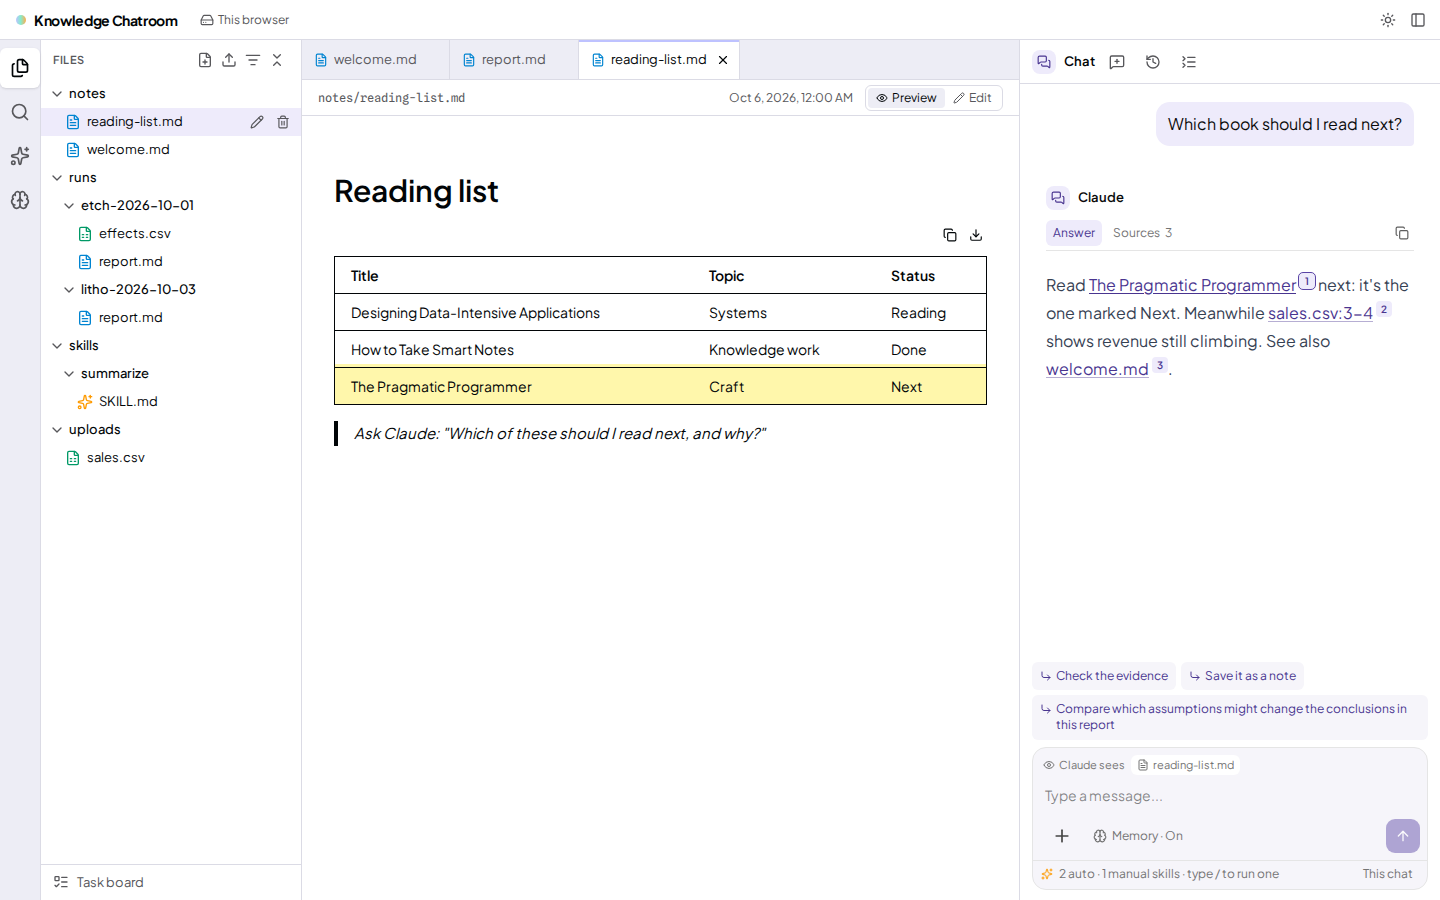 Knowledge Chatroom
This browser
FILES
notes
reading-list.md
welcome.md
runs
etch-2026-10-01
effects.csv
report.md
litho-2026-10-03
report.md
skills
summarize
SKILL.md
uploads
sales.csv
Task board
welcome.md
report.md
reading-list.md
notes/reading-list.md
Oct 6, 2026, 12:00 AM
Preview
Edit
Reading list
Title Topic Status
Designing Data-Intensive Applications Systems Reading
How to Take Smart Notes Knowledge work Done
The Pragmatic Programmer Craft Next
Ask Claude: "Which of these should I read next, and why?"
Chat
Which book should I read next?
Claude
Answer
Sources 3
Read The Pragmatic Programmer 1 next: it's the
one marked Next. Meanwhile sales.csv:3–4 2
shows revenue still climbing. See also
welcome.md 3 .
Check the evidence
Save it as a note
Compare which assumptions might change the conclusions in
this report
Claude sees
reading-list.md
Type a message...
Memory · On
2 auto · 1 manual skills · type / to run one
This chat